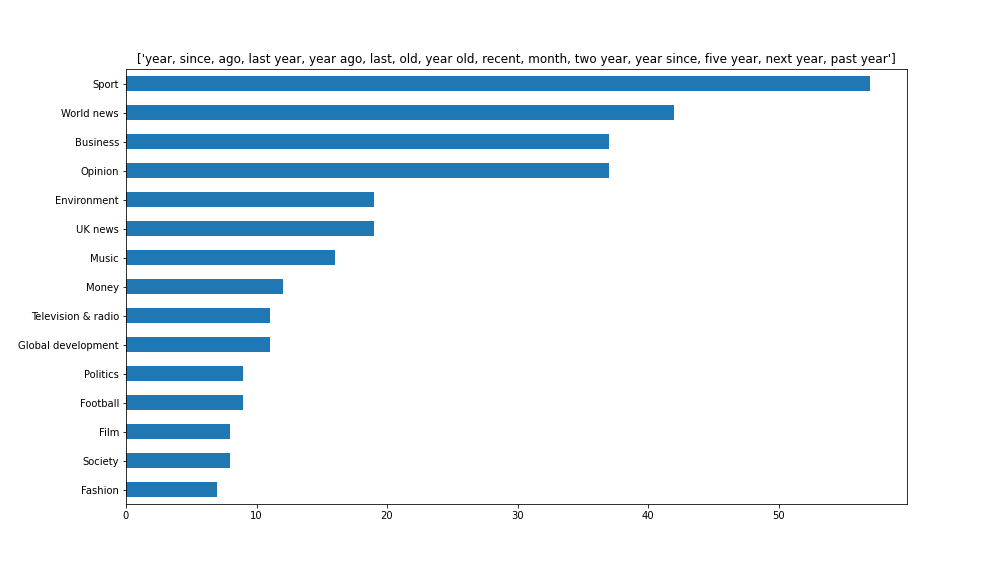 ['year, since, ago, last year, year ago, last, old, year old, recent, month, two year, year since, five year, next year, past year']
Sport
World news
Business
Opinion
Environment
UK news
Music
Money
Television & radio
Global development
Politics
Football
Film
Society
Fashion
0 10 20 30 40 50